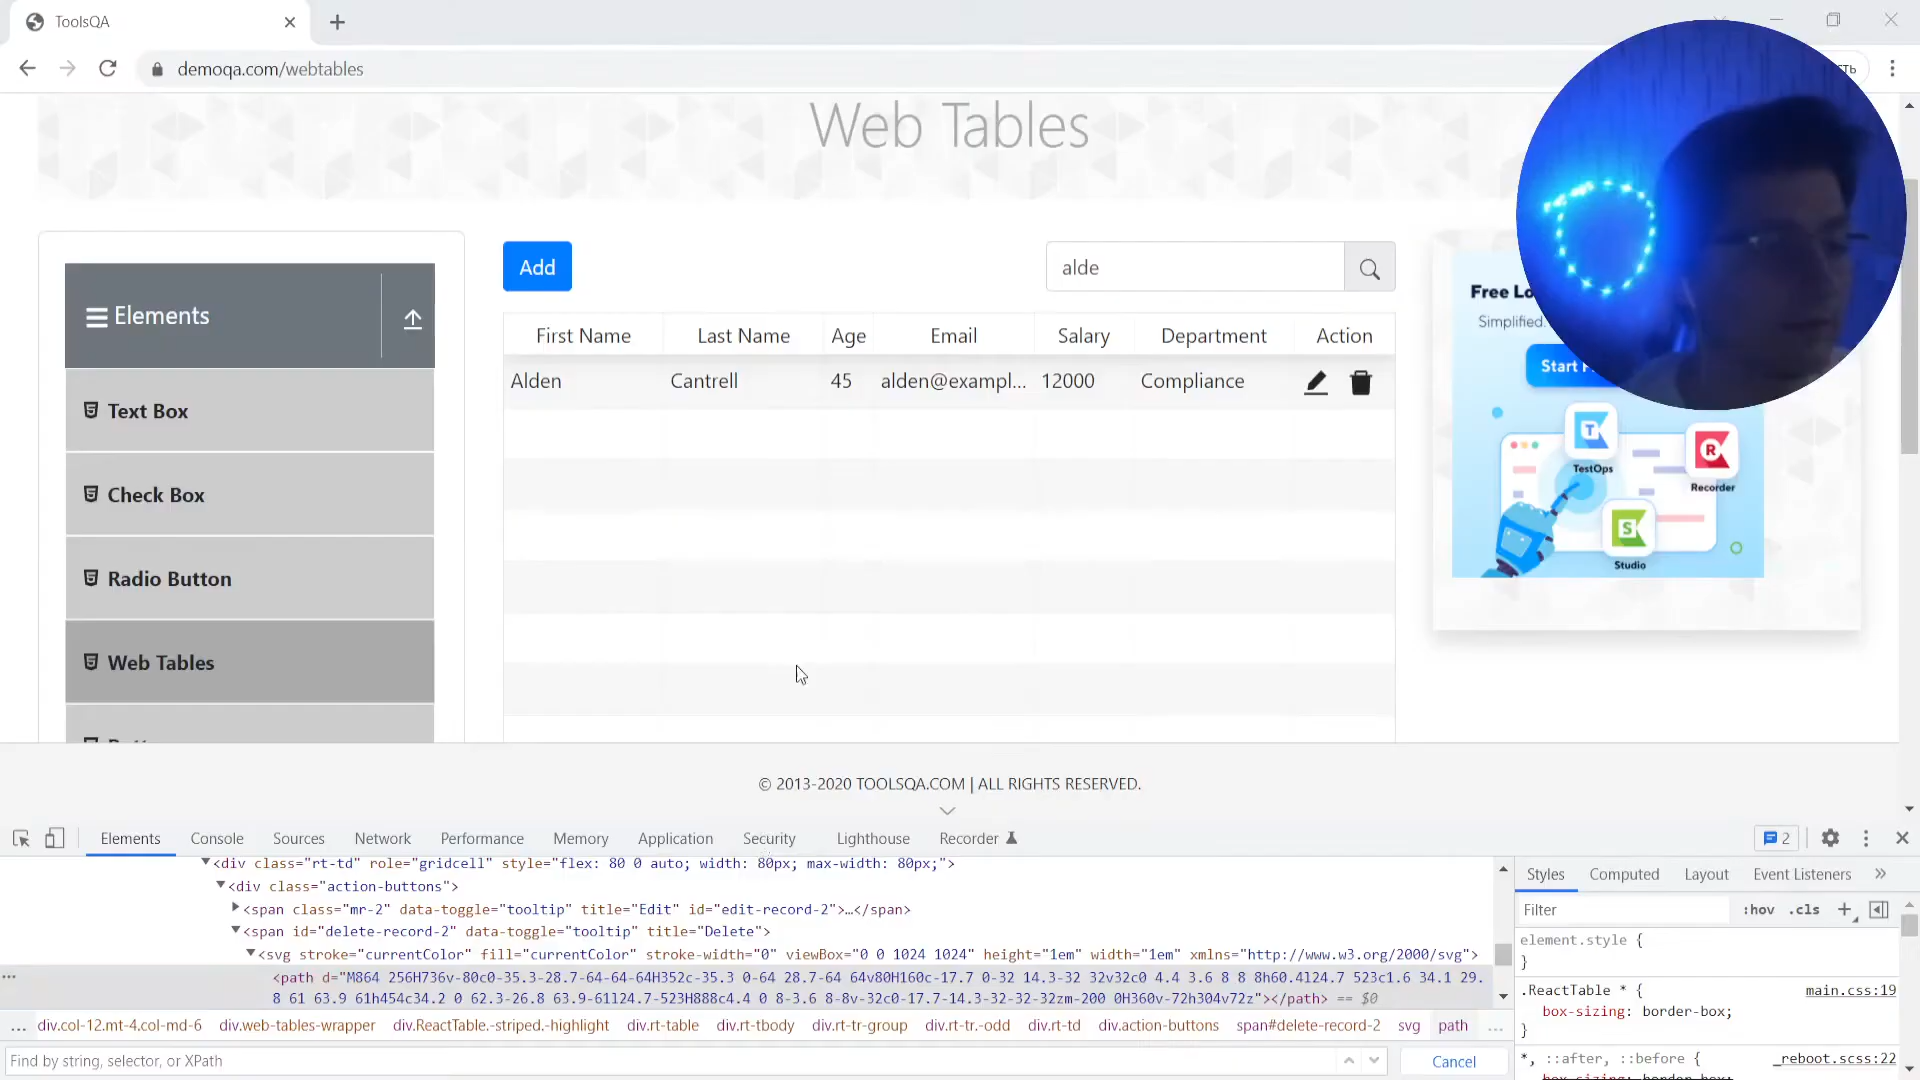 ToolsQA
demoqa.com/webtables
ть
Web Tables
Elements
Text Box
Check Box
Radio Button
Web Tables
Add
alde
First Name Last Name Age Email Salary Department Action
Alden Cantrell 45 alden@exampl... 12000 Compliance
Free Lo
Simplified.
Start F
TestOps
Recorder
Studio
© 2013-2020 TOOLSQA.COM | ALL RIGHTS RESERVED.
Elements Console Sources Network Performance Memory Application Security Lighthouse Recorder 2
<div class="rt-td" role="gridcell" style="flex: 80 0 auto; width: 80px; max-width: 80px;">
<div class="action-buttons">
<span class="mr-2" data-toggle="tooltip" title="Edit" id="edit-record-2">…</span>
<span id="delete-record-2" data-toggle="tooltip" title="Delete">
<svg stroke="currentColor" fill="currentColor" stroke-width="0" viewBox="0 0 1024 1024" height="1em" width="1em" xmlns="http://www.w3.org/2000/svg">
<path d="M864 256H736v-80c0-35.3-28.7-64-64-64H352c-35.3 0-64 28.7-64 64v80H160c-17.7 0-32 14.3-32 32v32c0 4.4 3.6 8 8 8h60.4l24.7 523c1.6 34.1 29.
8 61 63.9 61h454c34.2 0 62.3-26.8 63.9-61l24.7-523H888c4.4 0 8-3.6 8-8v-32c0-17.7-14.3-32-32-32zm-200 0H360v-72h304v72z"></path> == $0
... div.col-12.mt-4.col-md-6 div.web-tables-wrapper div.ReactTable.-striped.-highlight div.rt-table div.rt-tbody div.rt-tr-group div.rt-tr.-odd div.rt-td div.action-buttons span#delete-record-2 svg path ...
Find by string, selector, or XPath
Cancel
Styles Computed Layout Event Listeners »
Filter :hov .cls +
element.style {
}
.ReactTable * { main.css:19
box-sizing: border-box;
}
*, ::after, ::before { _reboot.scss:22
box-sizing: border-box;